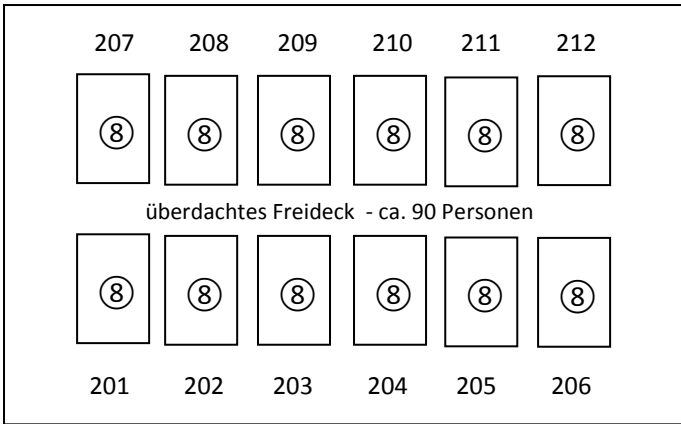 207 208 209 210 211 212
⑧ ⑧ ⑧ ⑧ ⑧ ⑧
überdachtes Freideck - ca. 90 Personen
⑧ ⑧ ⑧ ⑧ ⑧ ⑧
201 202 203 204 205 206